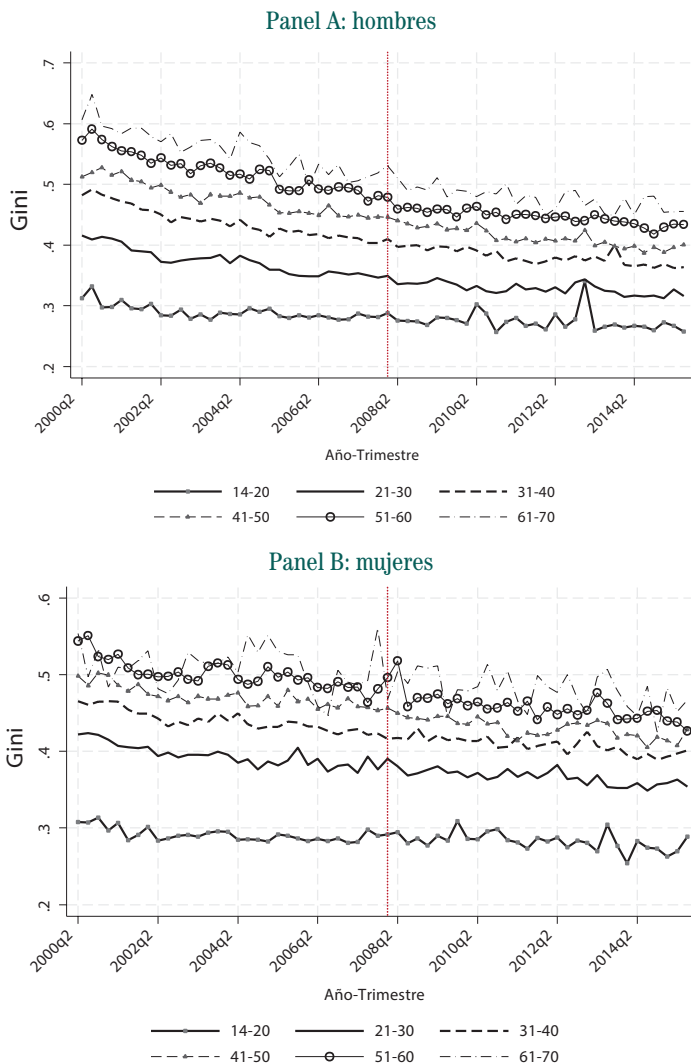 Panel A: hombres
.7
.6
.5
.4
.3
.2
Gini
2000q2
2002q2
2004q2
2006q2
2008q2
2010q2
2012q2
2014q2
Año-Trimestre
14-20 21-30 31-40
41-50 51-60 61-70
Panel B: mujeres
.6
.5
.4
.3
.2
Gini
2000q2
2002q2
2004q2
2006q2
2008q2
2010q2
2012q2
2014q2
Año-Trimestre
14-20 21-30 31-40
41-50 51-60 61-70